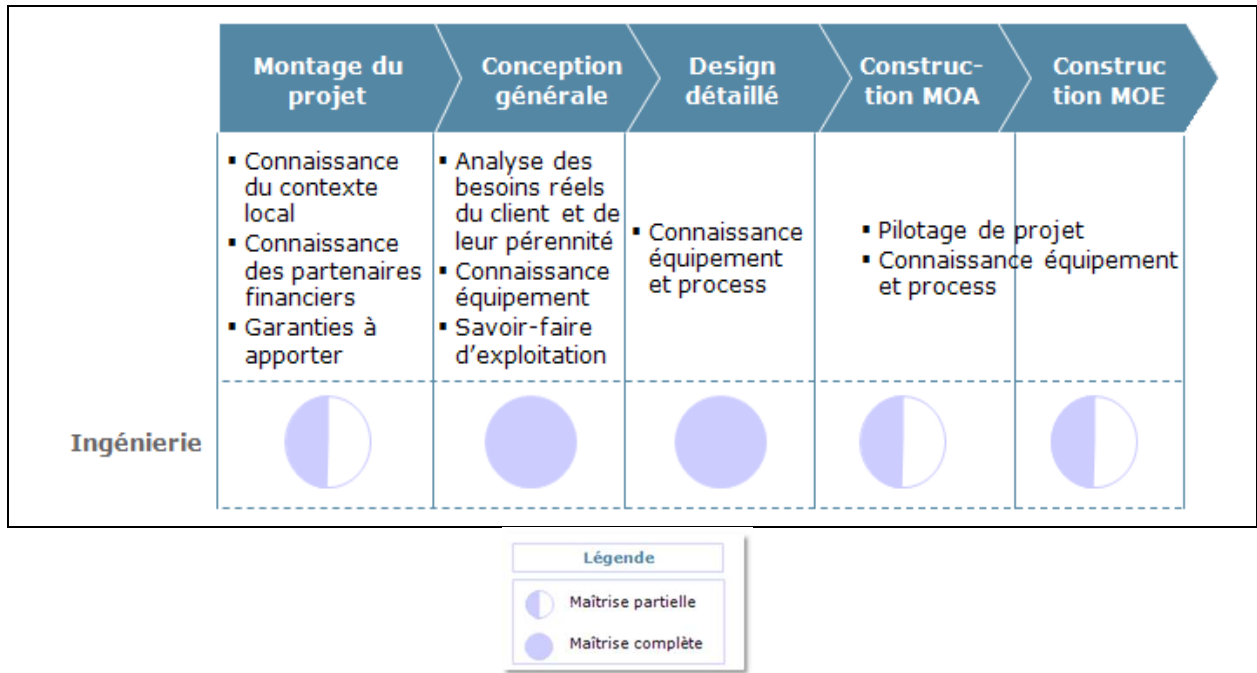 Montage du
projet
Conception
générale
Design
détaillé
Construc-
tion MOA
Construc
tion MOE
▪ Connaissance
du contexte
local
▪ Connaissance
des partenaires
financiers
▪ Garanties à
apporter
▪ Analyse des
besoins réels
du client et de
leur pérennité
▪ Connaissance
équipement
▪ Savoir-faire
d’exploitation
▪ Connaissance
équipement
et process
▪ Pilotage de projet
▪ Connaissance équipement
et process
Ingénierie
Légende
Maîtrise partielle
Maîtrise complète